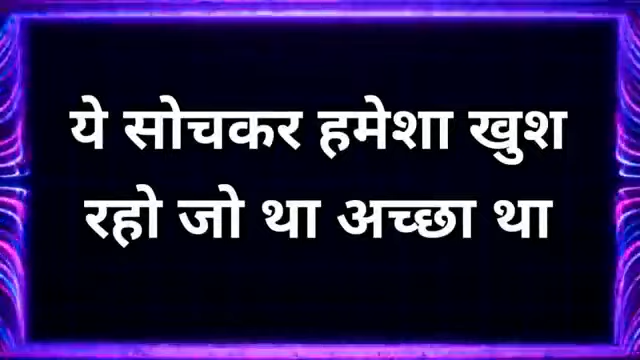 ये सोचकर हमेशा खुश
रहो जो था अच्छा था